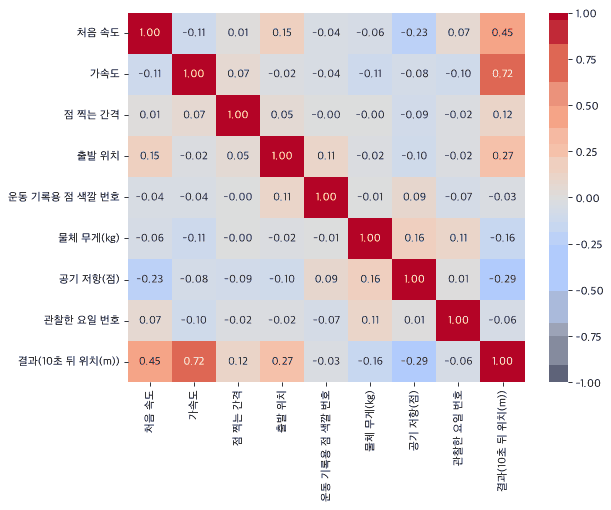 처음 속도 1.00 -0.11 0.01 0.15 -0.04 -0.06 -0.23 0.07 0.45
가속도 -0.11 1.00 0.07 -0.02 -0.04 -0.11 -0.08 -0.10 0.72
점 찍는 간격 0.01 0.07 1.00 0.05 -0.00 -0.00 -0.09 -0.02 0.12
출발 위치 0.15 -0.02 0.05 1.00 0.11 -0.02 -0.10 -0.02 0.27
운동 기록용 점 색깔 번호 -0.04 -0.04 -0.00 0.11 1.00 -0.01 0.09 -0.07 -0.03
물체 무게(kg) -0.06 -0.11 -0.00 -0.02 -0.01 1.00 0.16 0.11 -0.16
공기 저항(점) -0.23 -0.08 -0.09 -0.10 0.09 0.16 1.00 0.01 -0.29
관찰한 요일 번호 0.07 -0.10 -0.02 -0.02 -0.07 0.11 0.01 1.00 -0.06
결과(10초 뒤 위치(m)) 0.45 0.72 0.12 0.27 -0.03 -0.16 -0.29 -0.06 1.00
처음 속도
가속도
점 찍는 간격
출발 위치
운동 기록용 점 색깔 번호
물체 무게(kg)
공기 저항(점)
관찰한 요일 번호
결과(10초 뒤 위치(m))
1.00
0.75
0.50
0.25
0.00
-0.25
-0.50
-0.75
-1.00